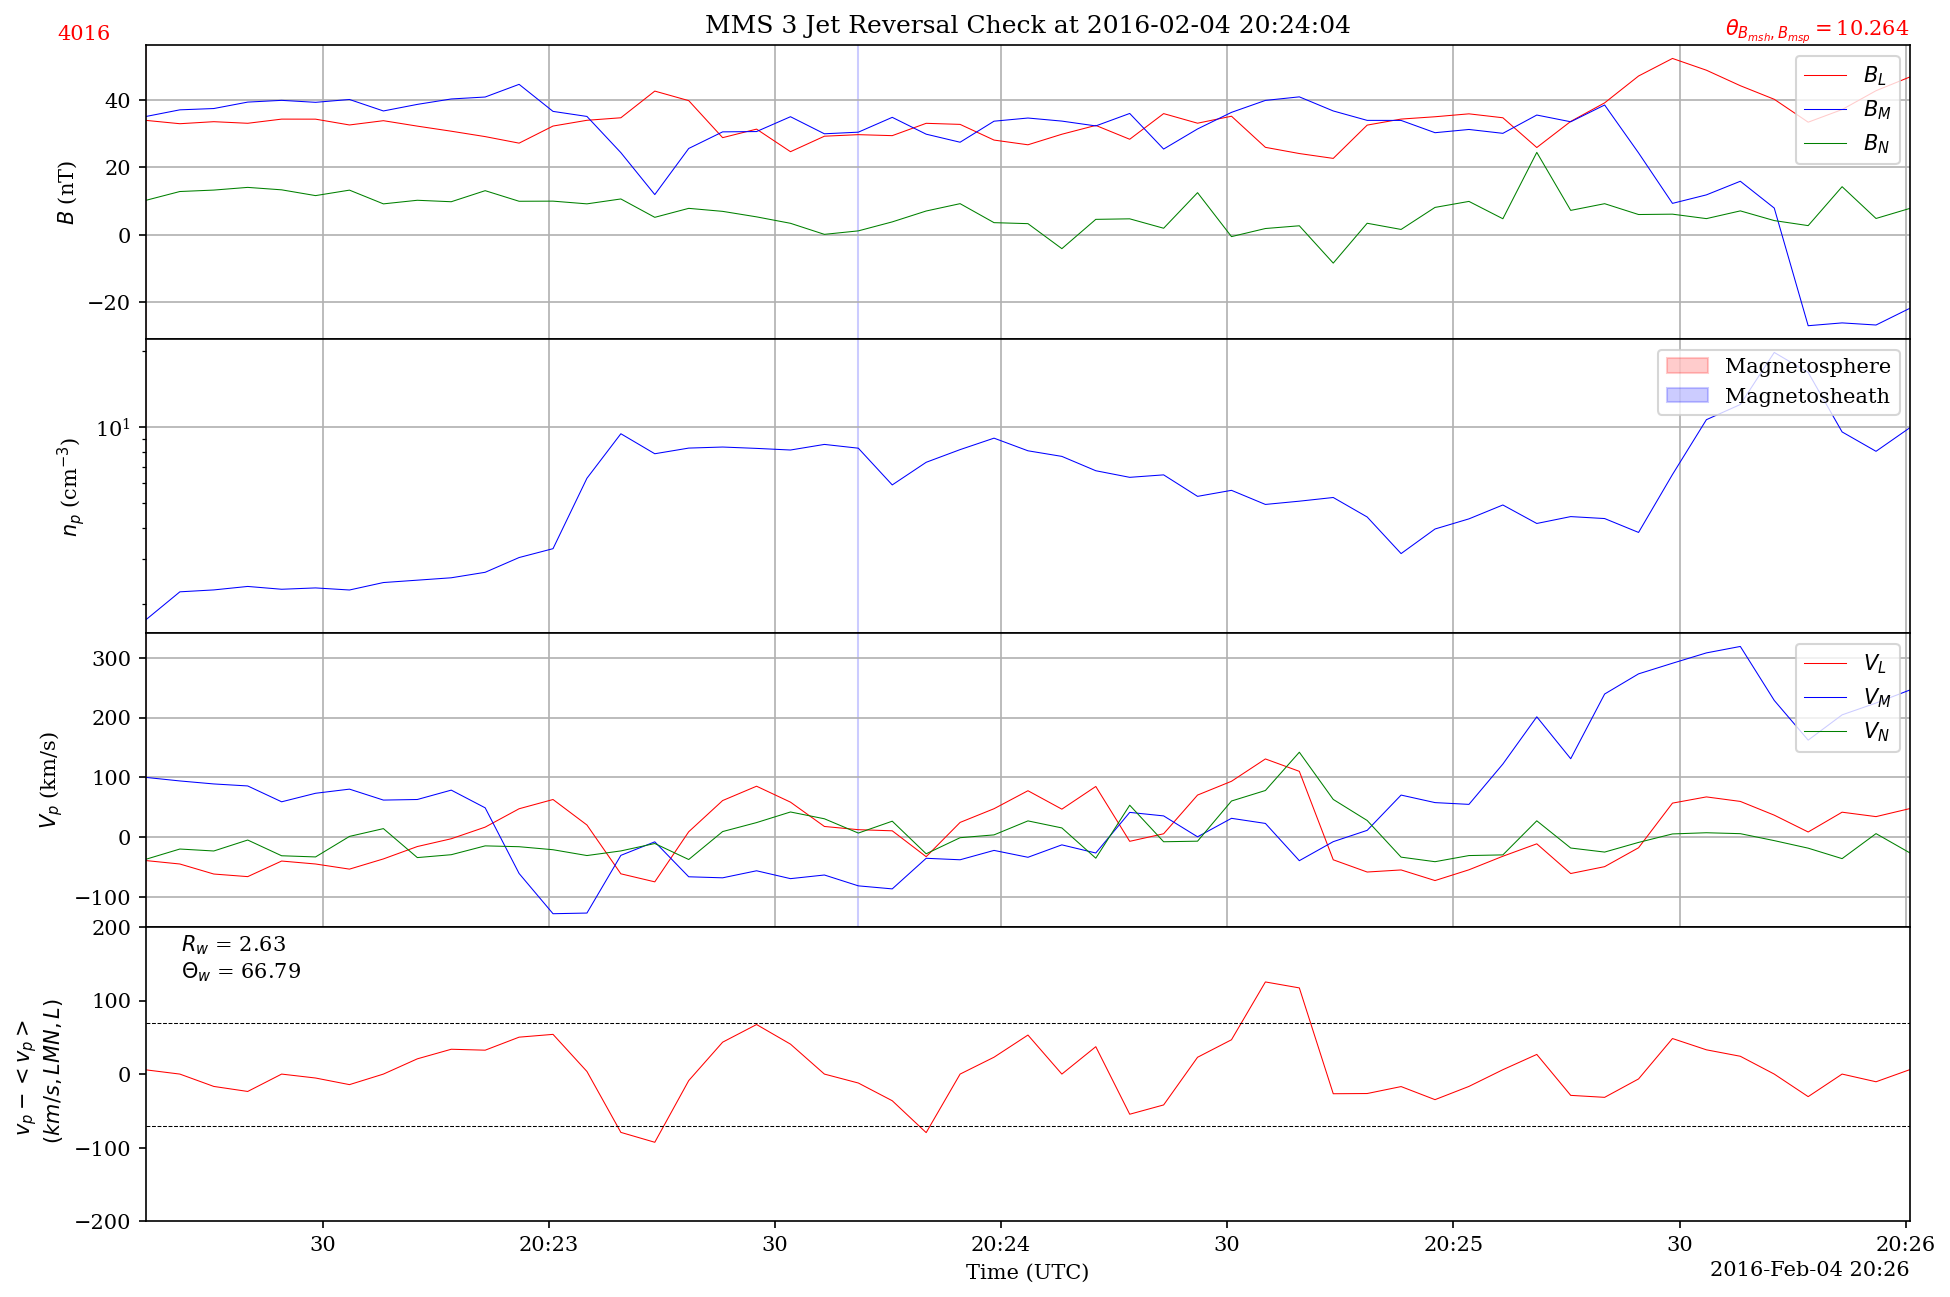 MMS 3 Jet Reversal Check at 2016-02-04 20:24:04
4016
θ_{B_{msh}, B_{msp}} = 10.264
40
20
0
−20
B (nT)
B_L
B_M
B_N
10^1
n_p (cm^{−3})
Magnetosphere
Magnetosheath
300
200
100
0
−100
V_p (km/s)
V_L
V_M
V_N
200
100
0
−100
−200
v_p − < v_p >
(km/s, LMN, L)
R_w = 2.63
Θ_w = 66.79
30
20:23
30
20:24
30
20:25
30
20:26
Time (UTC)
2016-Feb-04 20:26